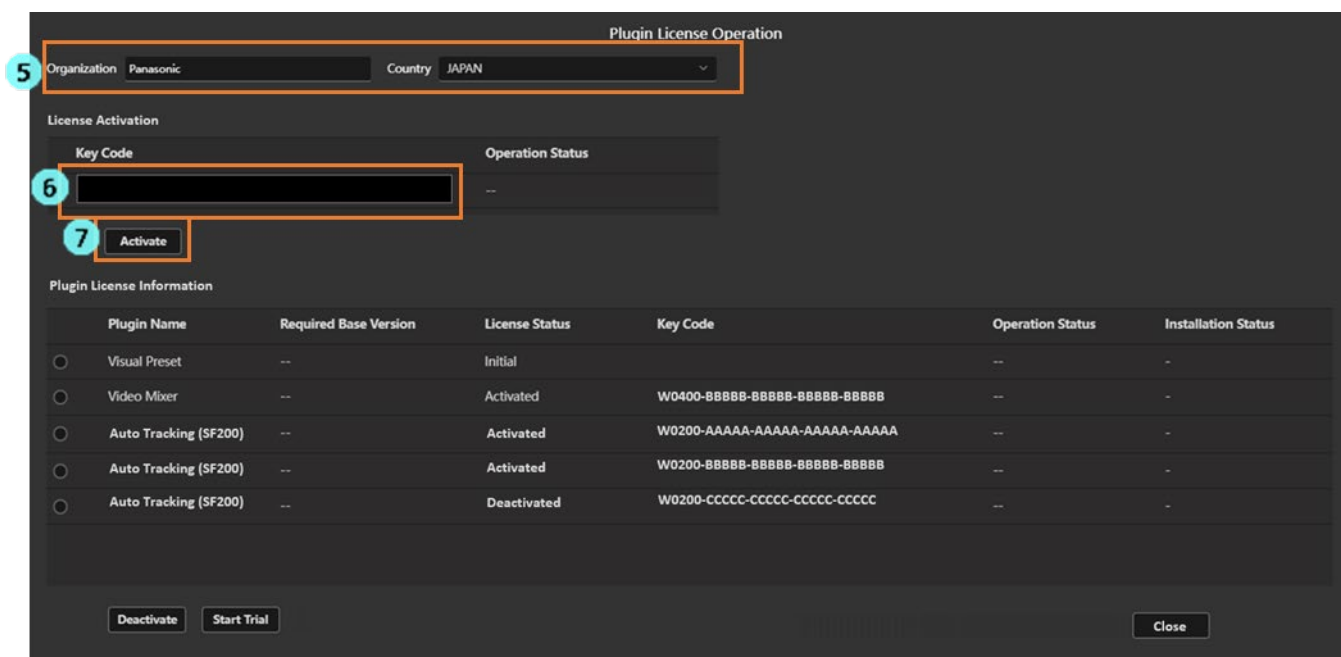 Plugin License Operation
5 Organization Panasonic Country JAPAN
License Activation
Key Code Operation Status
6 --
7 Activate
Plugin License Information
Plugin Name Required Base Version License Status Key Code Operation Status Installation Status
Visual Preset -- Initial -- -
Video Mixer -- Activated W0400-BBBBB-BBBBB-BBBBB-BBBBB -- -
Auto Tracking (SF200) -- Activated W0200-AAAAA-AAAAA-AAAAA-AAAAA -- -
Auto Tracking (SF200) -- Activated W0200-BBBBB-BBBBB-BBBBB-BBBBB -- -
Auto Tracking (SF200) -- Deactivated W0200-CCCCC-CCCCC-CCCCC-CCCCC -- -
Deactivate Start Trial Close